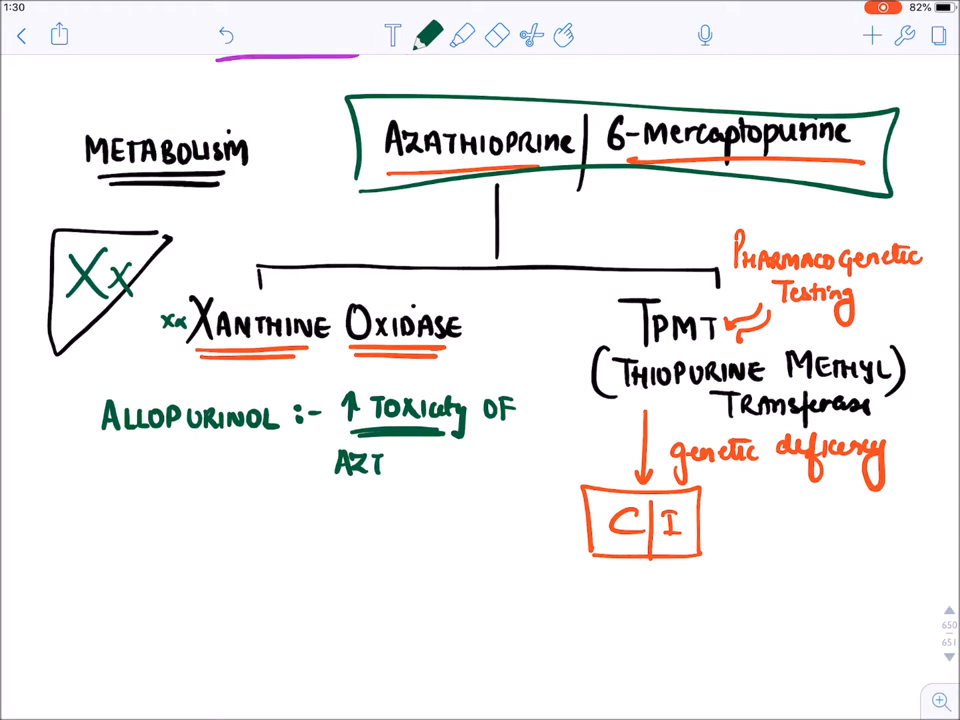 1:30
82%
T
METABOLISM
AZATHIOPRINE / 6-Mercaptopurine
Xx
PHARMACOGenetic
Testing
xx XANTHINE OXIDASE
TPMT
(THIOPURINE METHYL
TRANSferase)
ALLOPURINOL :- ↑ TOXICITY OF
AZT
genetic deficiency
C | I
650
651